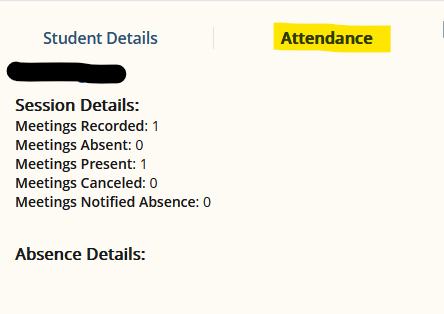 Student Details
Attendance
Session Details:
Meetings Recorded: 1
Meetings Absent: 0
Meetings Present: 1
Meetings Canceled: 0
Meetings Notified Absence: 0
Absence Details: